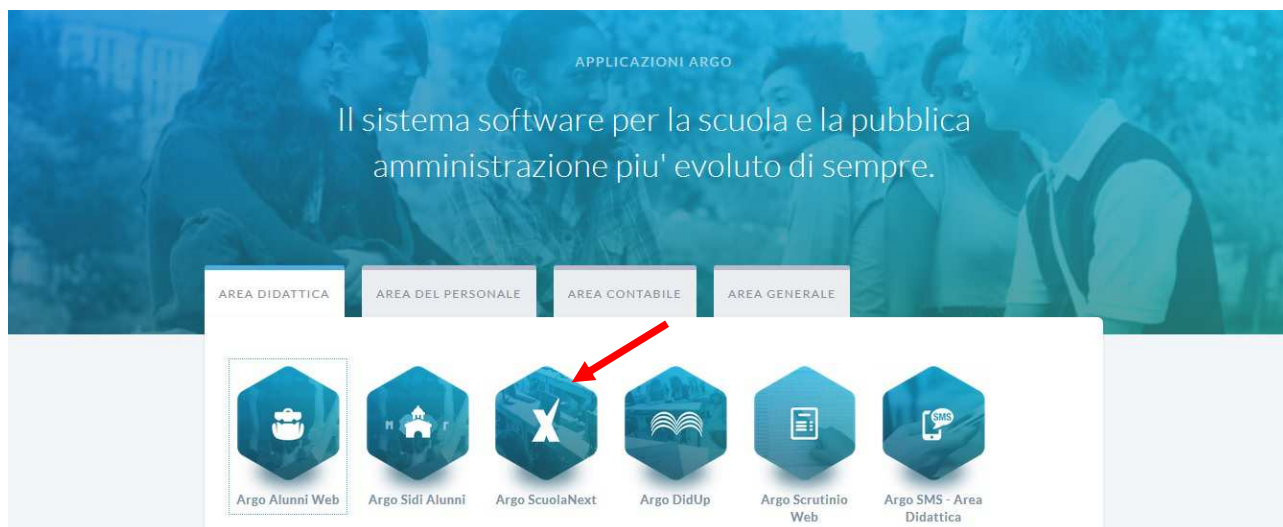 APPLICAZIONI ARGO
Il sistema software per la scuola e la pubblica
amministrazione piu' evoluto di sempre.
AREA DIDATTICA
AREA DEL PERSONALE
AREA CONTABILE
AREA GENERALE
M
r
SMS
Argo Alunni Web
Argo Sidi Alunni
Argo ScuolaNext
Argo DidUp
Argo Scrutinio
Web
Argo SMS - Area
Didattica